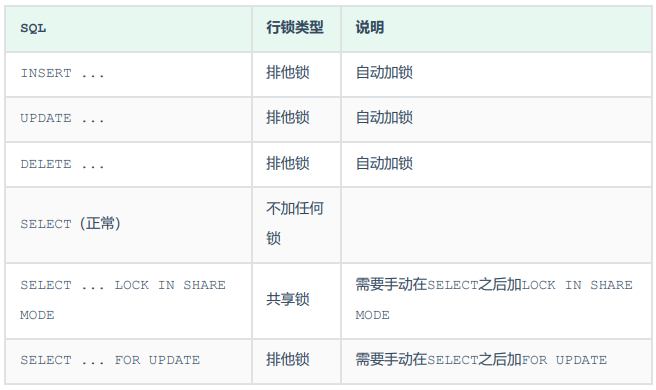 SQL 行锁类型 说明
INSERT ... 排他锁 自动加锁
UPDATE ... 排他锁 自动加锁
DELETE ... 排他锁 自动加锁
SELECT（正常） 不加任何
锁
SELECT ... LOCK IN SHARE
MODE
共享锁
需要手动在SELECT之后加LOCK IN SHARE
MODE
SELECT ... FOR UPDATE 排他锁 需要手动在SELECT之后加FOR UPDATE